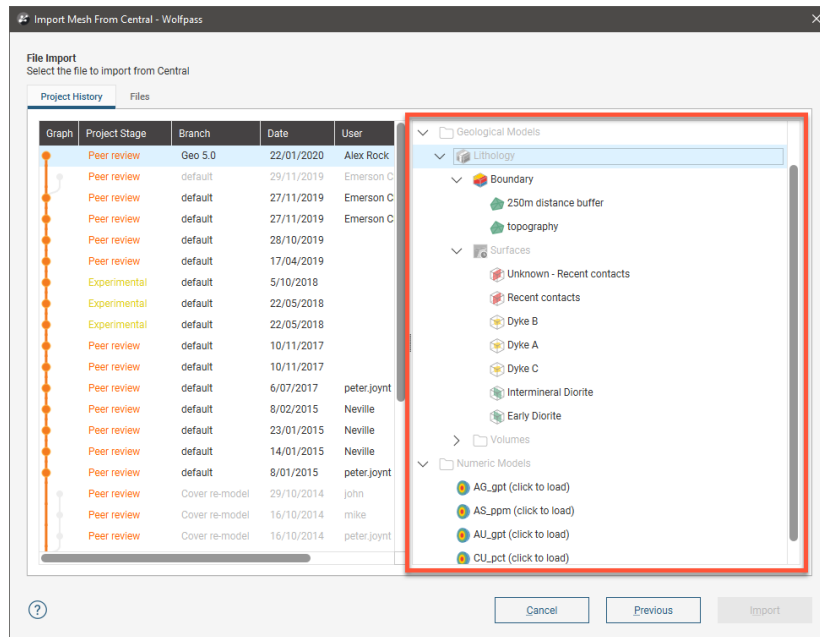 Import Mesh From Central - Wolfpass
File Import
Select the file to import from Central
Project History Files
Graph Project Stage Branch Date User
Peer review Geo 5.0 22/01/2020 Alex Rock
Peer review default 29/11/2019 Emerson C
Peer review default 27/11/2019 Emerson C
Peer review default 27/11/2019 Emerson C
Peer review default 28/10/2019
Peer review default 17/04/2019
Experimental default 5/10/2018
Experimental default 22/05/2018
Experimental default 22/05/2018
Peer review default 10/11/2017
Peer review default 10/11/2017
Peer review default 6/07/2017 peter.joynt
Peer review default 8/02/2015 Neville
Peer review default 23/01/2015 Neville
Peer review default 14/01/2015 Neville
Peer review default 8/01/2015 peter.joynt
Peer review Cover re-model 29/10/2014 john
Peer review Cover re-model 16/10/2014 mike
Peer review Cover re-model 16/10/2014 peter.joynt
Geological Models
Lithology
Boundary
250m distance buffer
topography
Surfaces
Unknown - Recent contacts
Recent contacts
Dyke B
Dyke A
Dyke C
Intermineral Diorite
Early Diorite
Volumes
Numeric Models
AG_gpt (click to load)
AS_ppm (click to load)
AU_gpt (click to load)
CU_pct (click to load)
? Cancel Previous Import